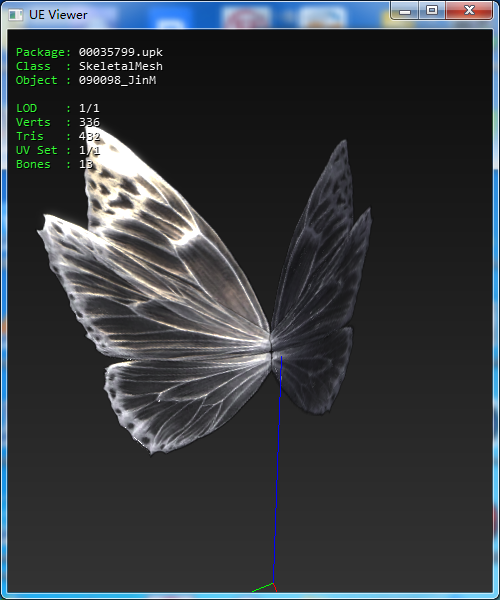 UE Viewer
Package: 00035799.upk
Class : SkeletalMesh
Object : 090098_JinM
LOD : 1/1
Verts : 336
Tris : 432
UV Set : 1/1
Bones : 13